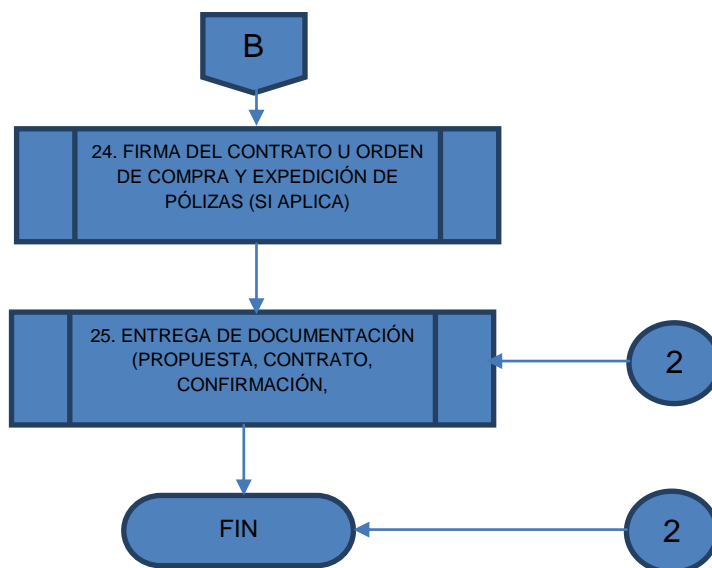 B
24. FIRMA DEL CONTRATO U ORDEN
DE COMPRA Y EXPEDICIÓN DE
PÓLIZAS (SI APLICA)
25. ENTREGA DE DOCUMENTACIÓN
(PROPUESTA, CONTRATO,
CONFIRMACIÓN,
2
FIN
2